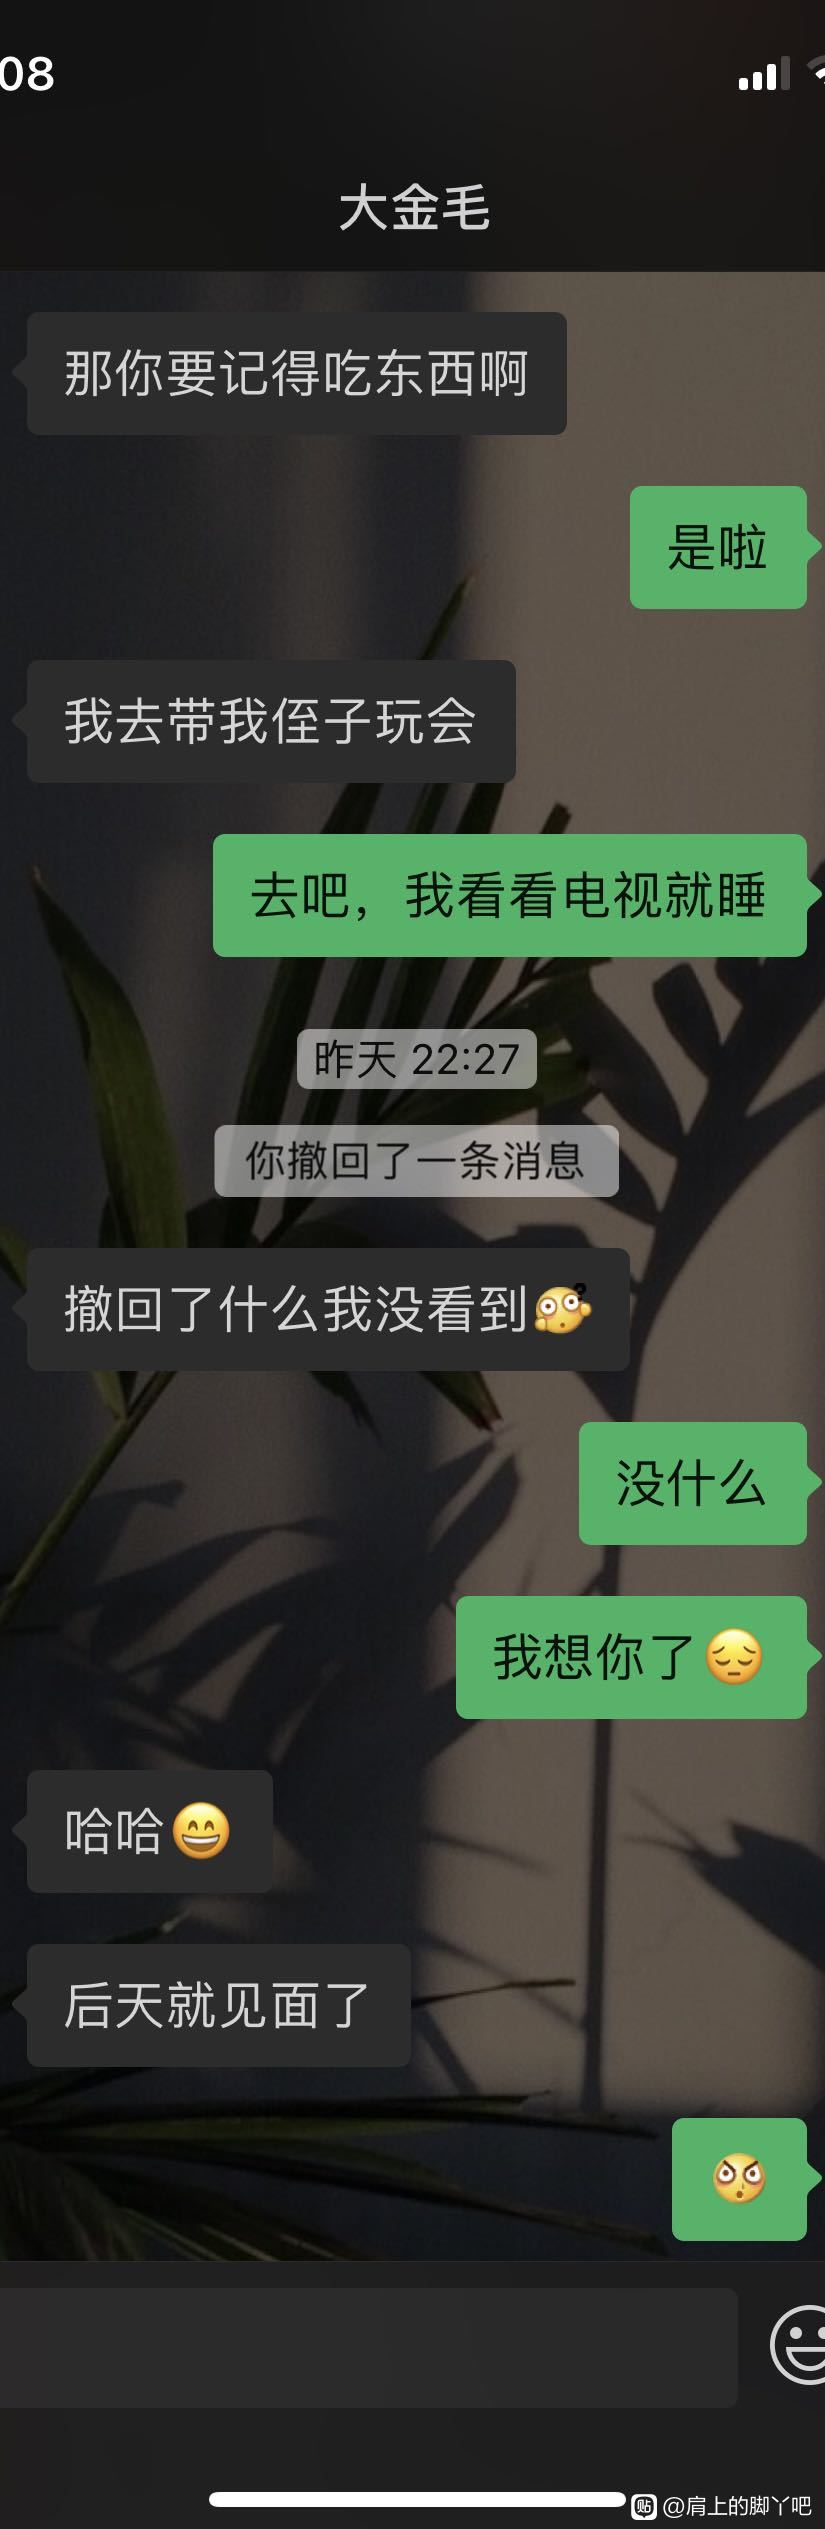 08
大金毛
那你要记得吃东西啊
是啦
我去带我侄子玩会
去吧，我看看电视就睡
昨天 22:27
你撤回了一条消息
撤回了什么我没看到
没什么
我想你了😔
哈哈😄
后天就见面了
贴 @肩上的脚丫吧